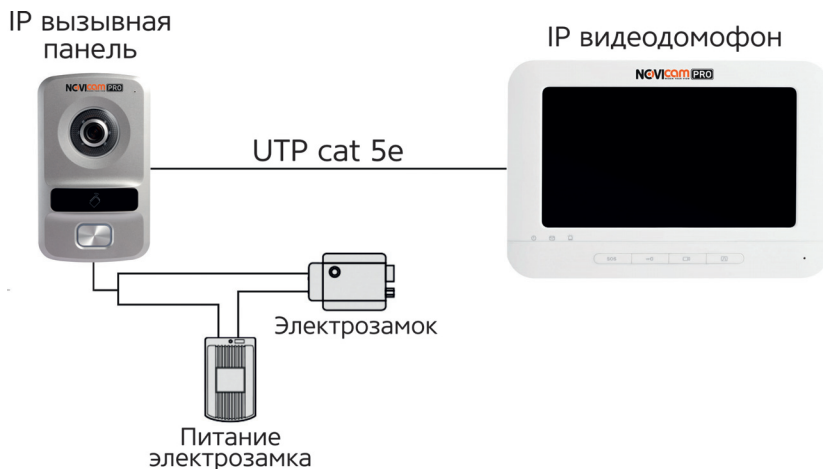 IP вызывная
панель
IP видеодомофон
NOVICAM PRO
NOVICAM PRO
UTP cat 5e
Электрозамок
Питание
электрозамка